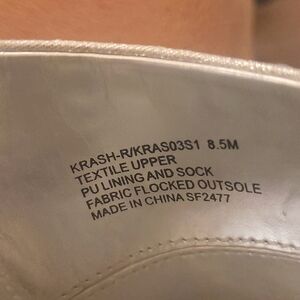 KRASH-R/KRAS03S1 8.5M
TEXTILE UPPER
PU LINING AND SOCK
FABRIC FLOCKED OUTSOLE
MADE IN CHINA SF2477